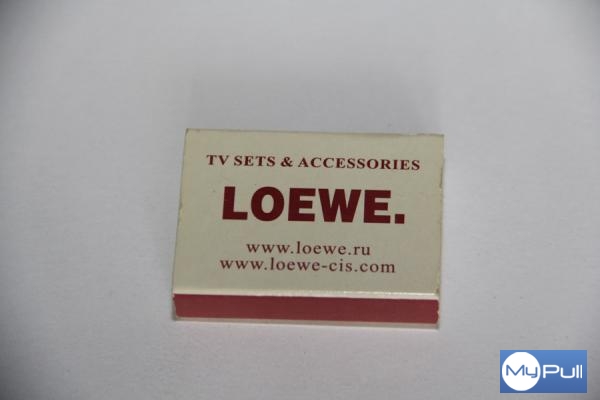 TV SETS & ACCESSORIES
LOEWE.
www.loewe.ru
www.loewe-cis.com
MyPull